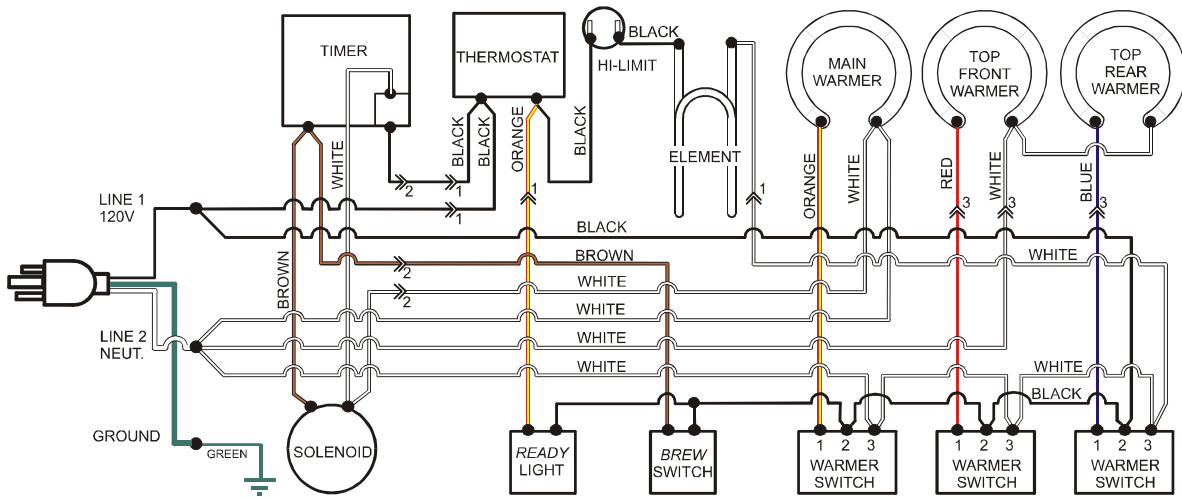 TIMER
THERMOSTAT
BLACK
HI-LIMIT
ELEMENT
MAIN
WARMER
TOP
FRONT
WARMER
TOP
REAR
WARMER
WHITE
BLACK
BLACK
ORANGE
BLACK
ORANGE
WHITE
RED
WHITE
BLUE
2
1
1
1
1
3
3
3
LINE 1
120V
BLACK
BROWN
2
WHITE
WHITE
2
BROWN
WHITE
WHITE
WHITE
WHITE
LINE 2
NEUT.
BLACK
GROUND
GREEN
SOLENOID
READY
LIGHT
BREW
SWITCH
1 2 3
WARMER
SWITCH
1 2 3
WARMER
SWITCH
1 2 3
WARMER
SWITCH